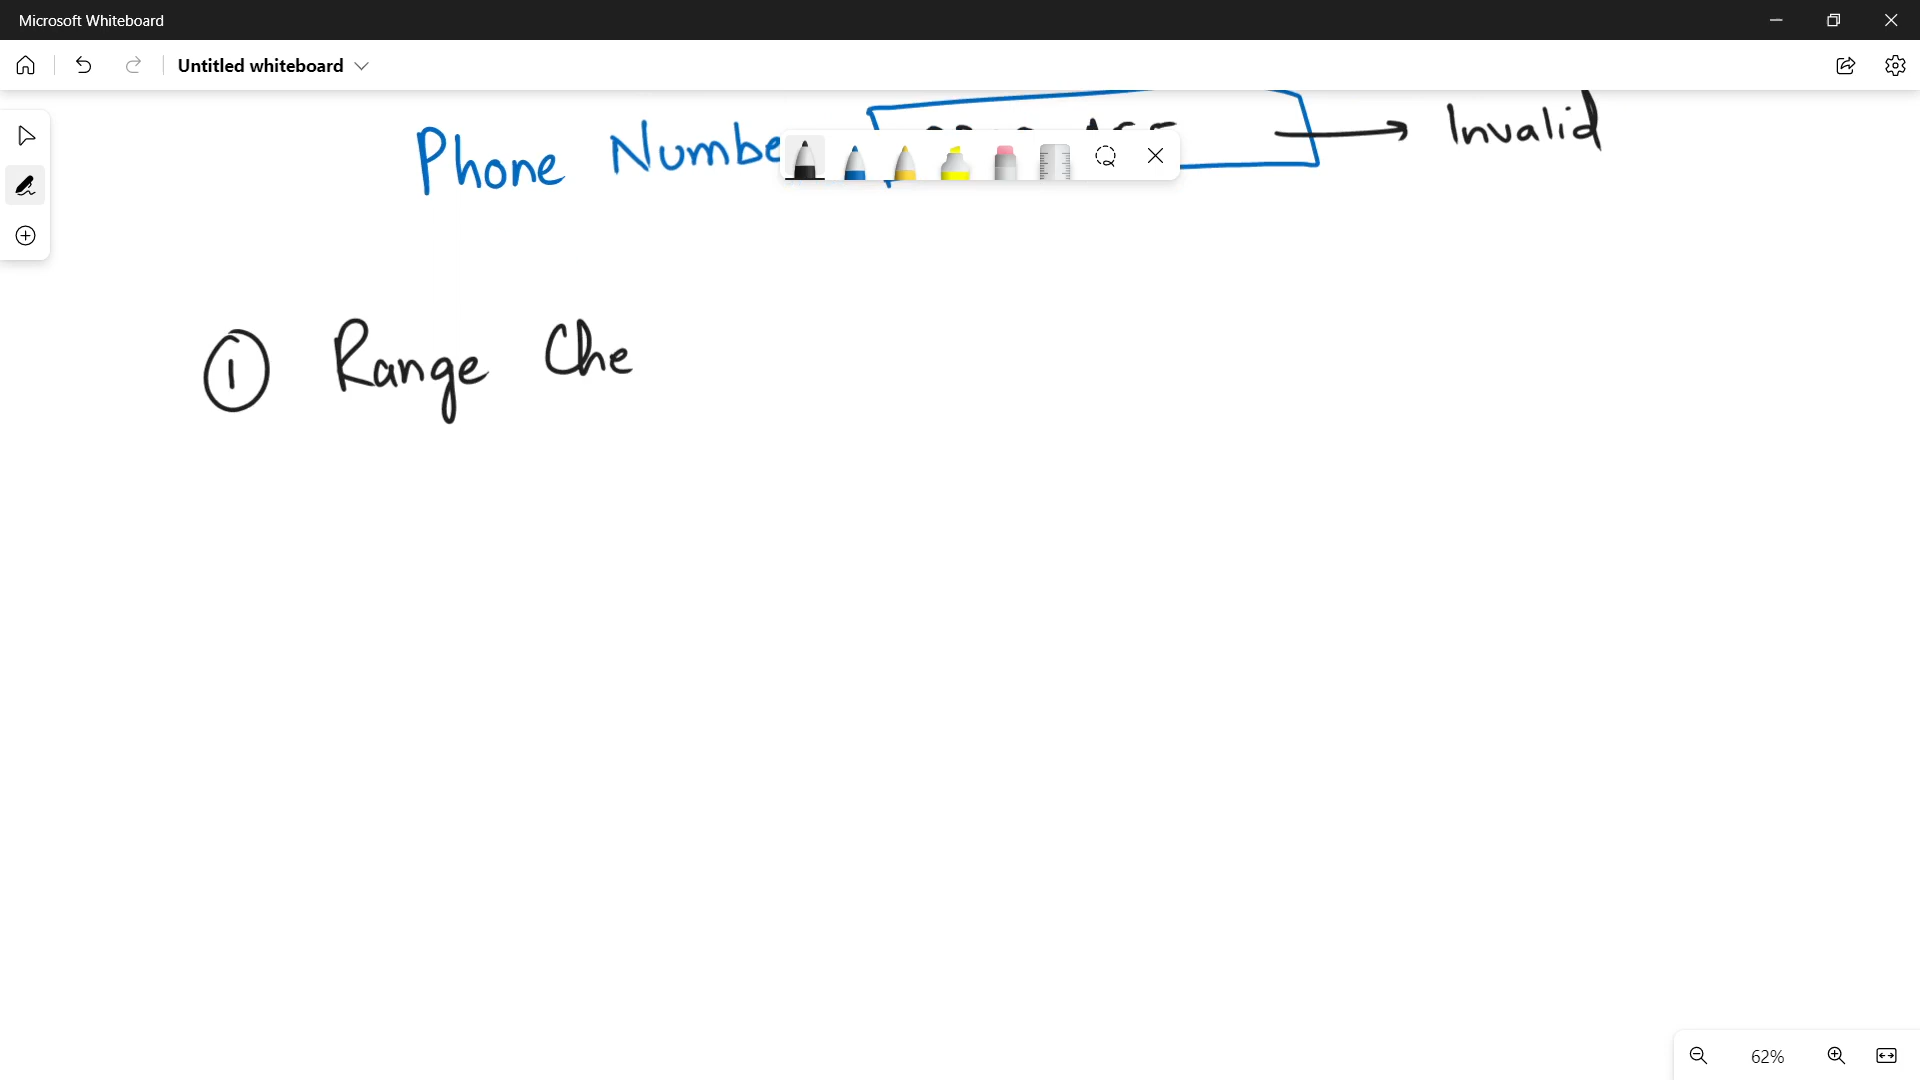 Microsoft Whiteboard
Untitled whiteboard
Phone Numbe
Invalid
1 Range Che
62%